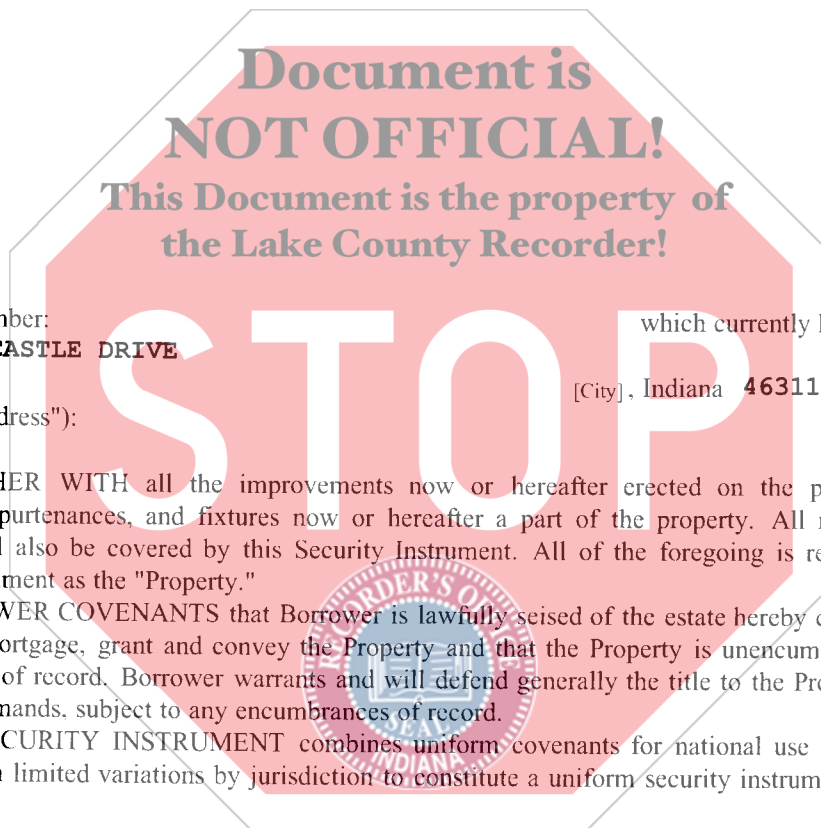 Document is
NOT OFFICIAL!
This Document is the property of
the Lake County Recorder!
STOP
nber: which currently
CASTLE DRIVE
[City], Indiana 46311
dress"):
HER WITH all the improvements now or hereafter erected on the p
purtenances, and fixtures now or hereafter a part of the property. All
l also be covered by this Security Instrument. All of the foregoing is re
ment as the "Property."
WER COVENANTS that Borrower is lawfully seised of the estate hereby c
ortgage, grant and convey the Property and that the Property is unencum
of record. Borrower warrants and will defend generally the title to the Pro
mands, subject to any encumbrances of record.
CURITY INSTRUMENT combines uniform covenants for national use
limited variations by jurisdiction to constitute a uniform security instrum
RECORDER'S OFFICE
SEAL
INDIANA